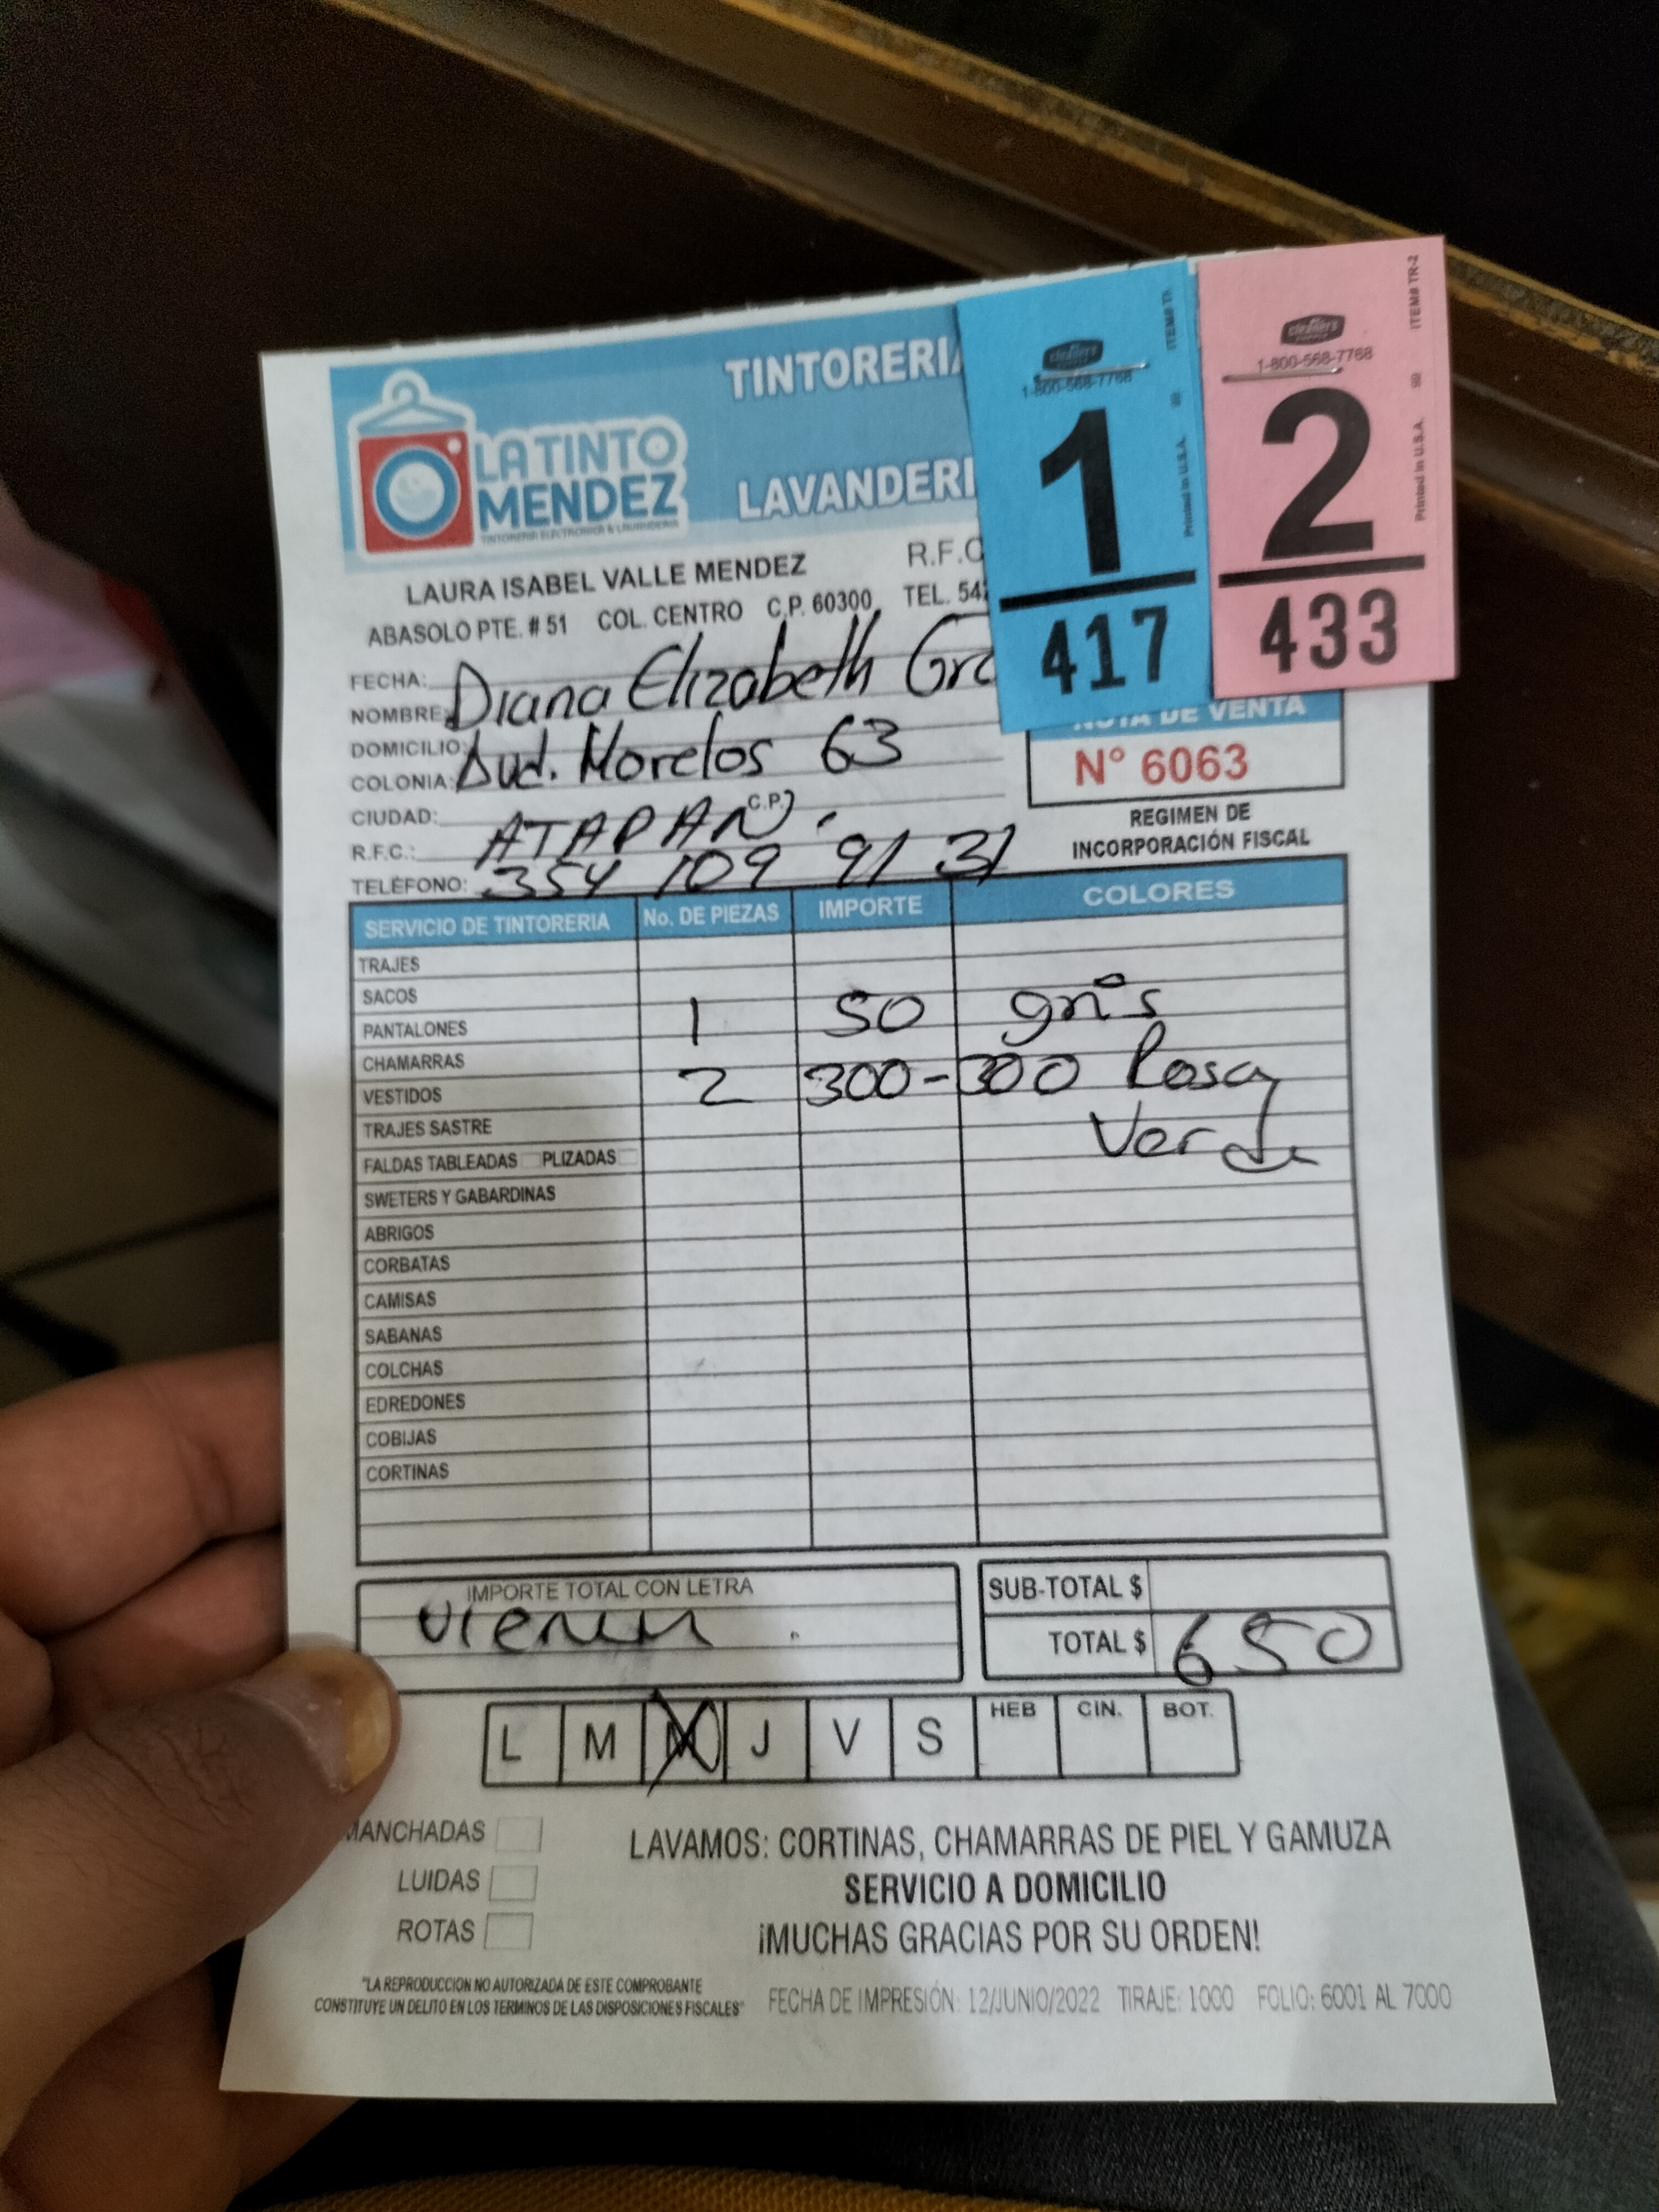 TINTORERIA
LA TINTO
MENDEZ
TINTORERIA ELECTRONICA & LAVANDERIA
LAVANDERI
LAURA ISABEL VALLE MENDEZ R.F.C
ABASOLO PTE. # 51 COL. CENTRO C.P. 60300 TEL. 54
cleaners
1-800-568-7768
ITEM# TR
Printed in U.S.A.
1
417
cleaners
1-800-568-7768
ITEM# TR-2
Printed in U.S.A.
2
433
FECHA:
NOMBRE: Diana Elizabeth Gra
DOMICILIO:
COLONIA: Aud. Morelos 63
CIUDAD: C.P.
R.F.C.: ATAPAN
TELÉFONO: 354 109 91 31
NOTA DE VENTA
N° 6063
REGIMEN DE
INCORPORACIÓN FISCAL
SERVICIO DE TINTORERIA No. DE PIEZAS IMPORTE COLORES
TRAJES
SACOS
PANTALONES 1 50 gris
CHAMARRAS
VESTIDOS 2 300-300 Rosa
TRAJES SASTRE Verde
FALDAS TABLEADAS PLIZADAS
SWETERS Y GABARDINAS
ABRIGOS
CORBATAS
CAMISAS
SABANAS
COLCHAS
EDREDONES
COBIJAS
CORTINAS
IMPORTE TOTAL CON LETRA
SUB-TOTAL $
TOTAL $ 650
L M M J V S HEB CIN. BOT.
MANCHADAS
LUIDAS
ROTAS
LAVAMOS: CORTINAS, CHAMARRAS DE PIEL Y GAMUZA
SERVICIO A DOMICILIO
¡MUCHAS GRACIAS POR SU ORDEN!
"LA REPRODUCCION NO AUTORIZADA DE ESTE COMPROBANTE
CONSTITUYE UN DELITO EN LOS TERMINOS DE LAS DISPOSICIONES FISCALES"
FECHA DE IMPRESIÓN: 12/JUNIO/2022 TIRAJE: 1000 FOLIO: 6001 AL 7000